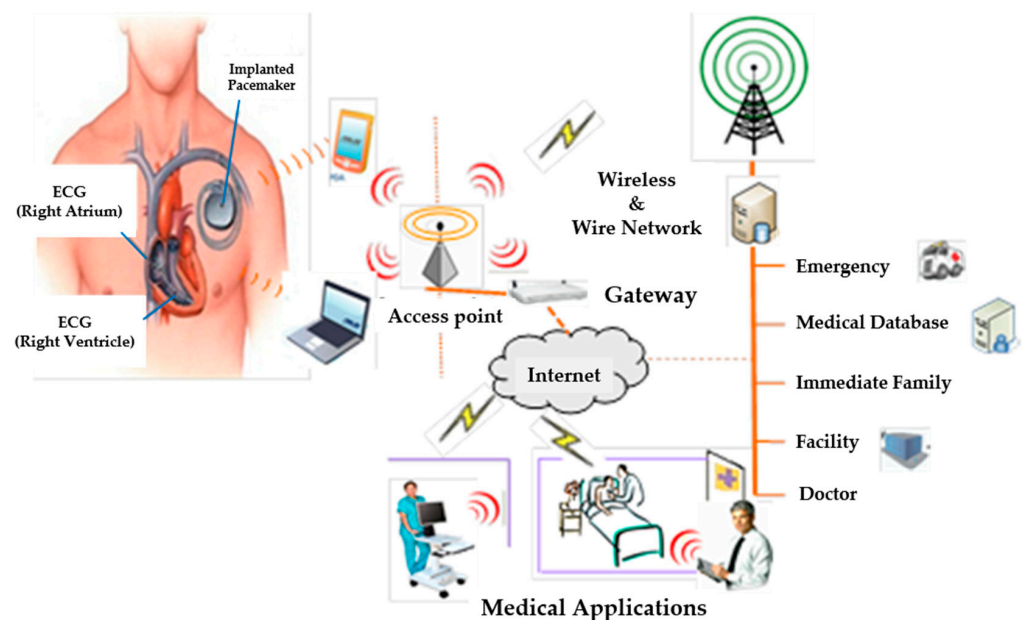 Implanted
Pacemaker
ECG
(Right Atrium)
ECG
(Right Ventricle)
PDA
Wireless
&
Wire Network
Access point
Gateway
Internet
Emergency
Medical Database
Immediate Family
Facility
Doctor
Medical Applications